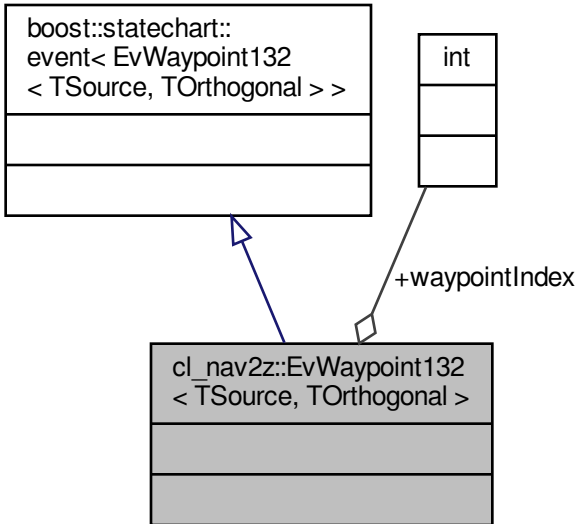 boost::statechart::
event< EvWaypoint132
< TSource, TOrthogonal > >
int
+waypointIndex
cl_nav2z::EvWaypoint132
< TSource, TOrthogonal >